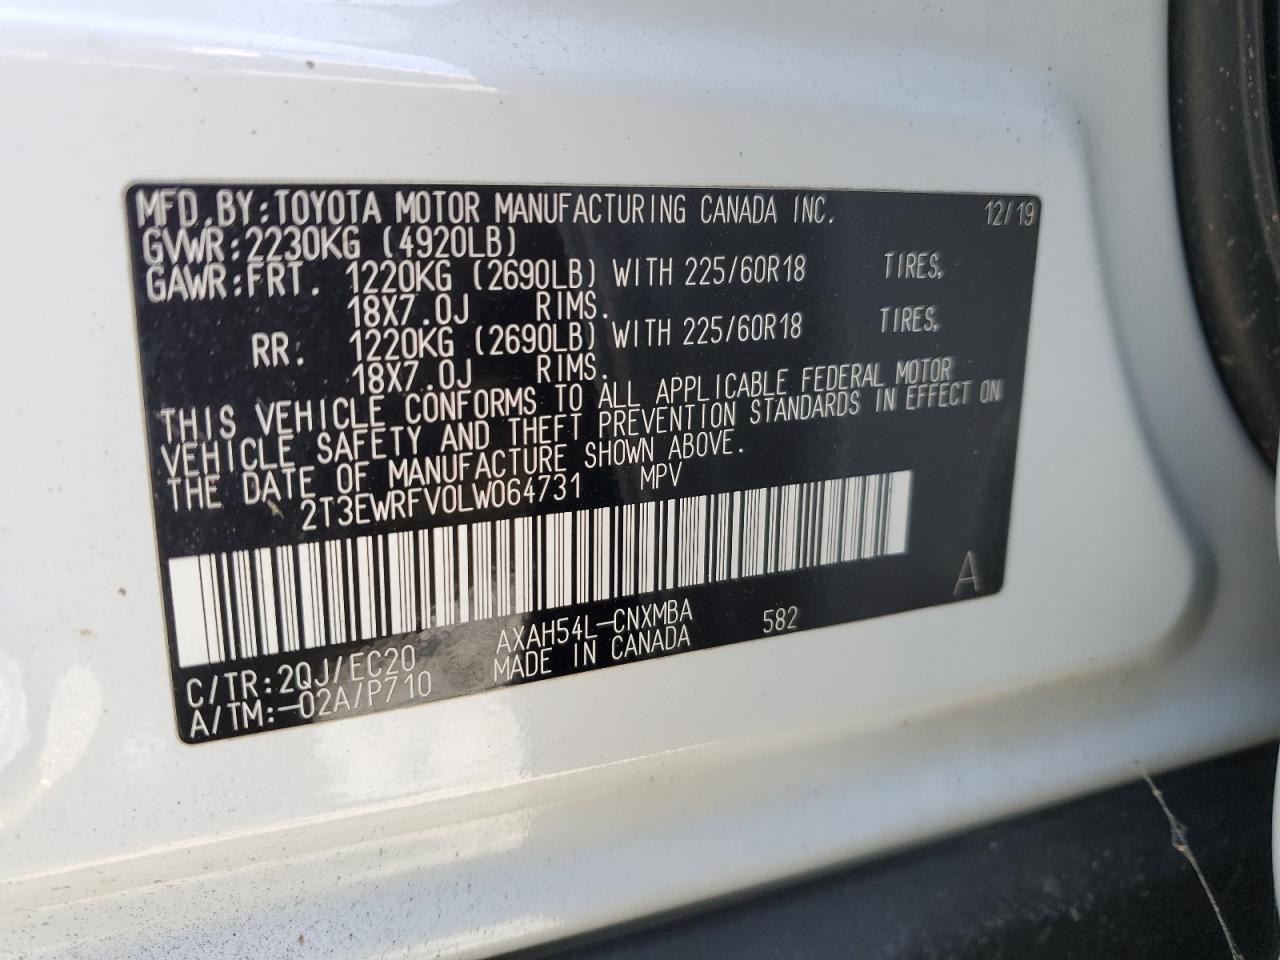 MFD.BY:TOYOTA MOTOR MANUFACTURING CANADA INC. 12/19
GVWR:2230KG (4920LB)
GAWR:FRT. 1220KG (2690LB) WITH 225/60R18 TIRES,
18X7.0J RIMS.
RR: 1220KG (2690LB) WITH 225/60R18 TIRES,
18X7.0J RIMS.
THIS VEHICLE CONFORMS TO ALL APPLICABLE FEDERAL MOTOR
VEHICLE SAFETY AND THEFT PREVENTION STANDARDS IN EFFECT ON
THE DATE OF MANUFACTURE SHOWN ABOVE.
2T3EWRFV0LW064731 MPV
A
AXAH54L-CNXMBA 582
C/TR:2QJ/EC20 MADE IN CANADA
A/TM:-02A/P710